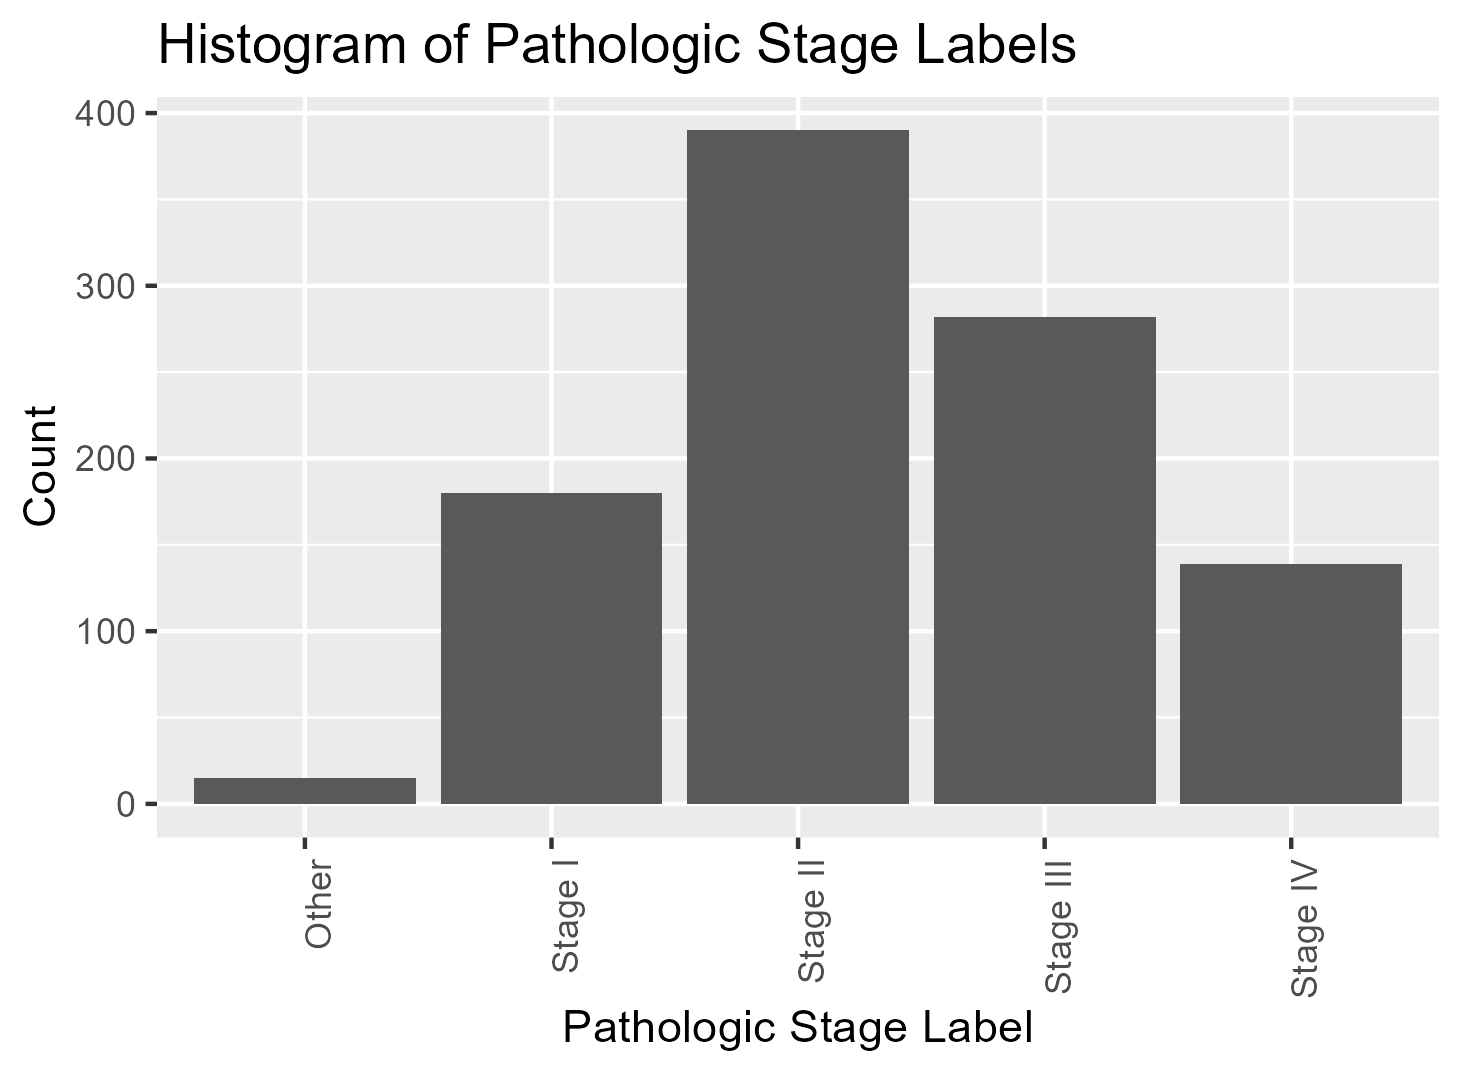 Histogram of Pathologic Stage Labels
400
300
200
100
0
Count
Other
Stage I
Stage II
Stage III
Stage IV
Pathologic Stage Label